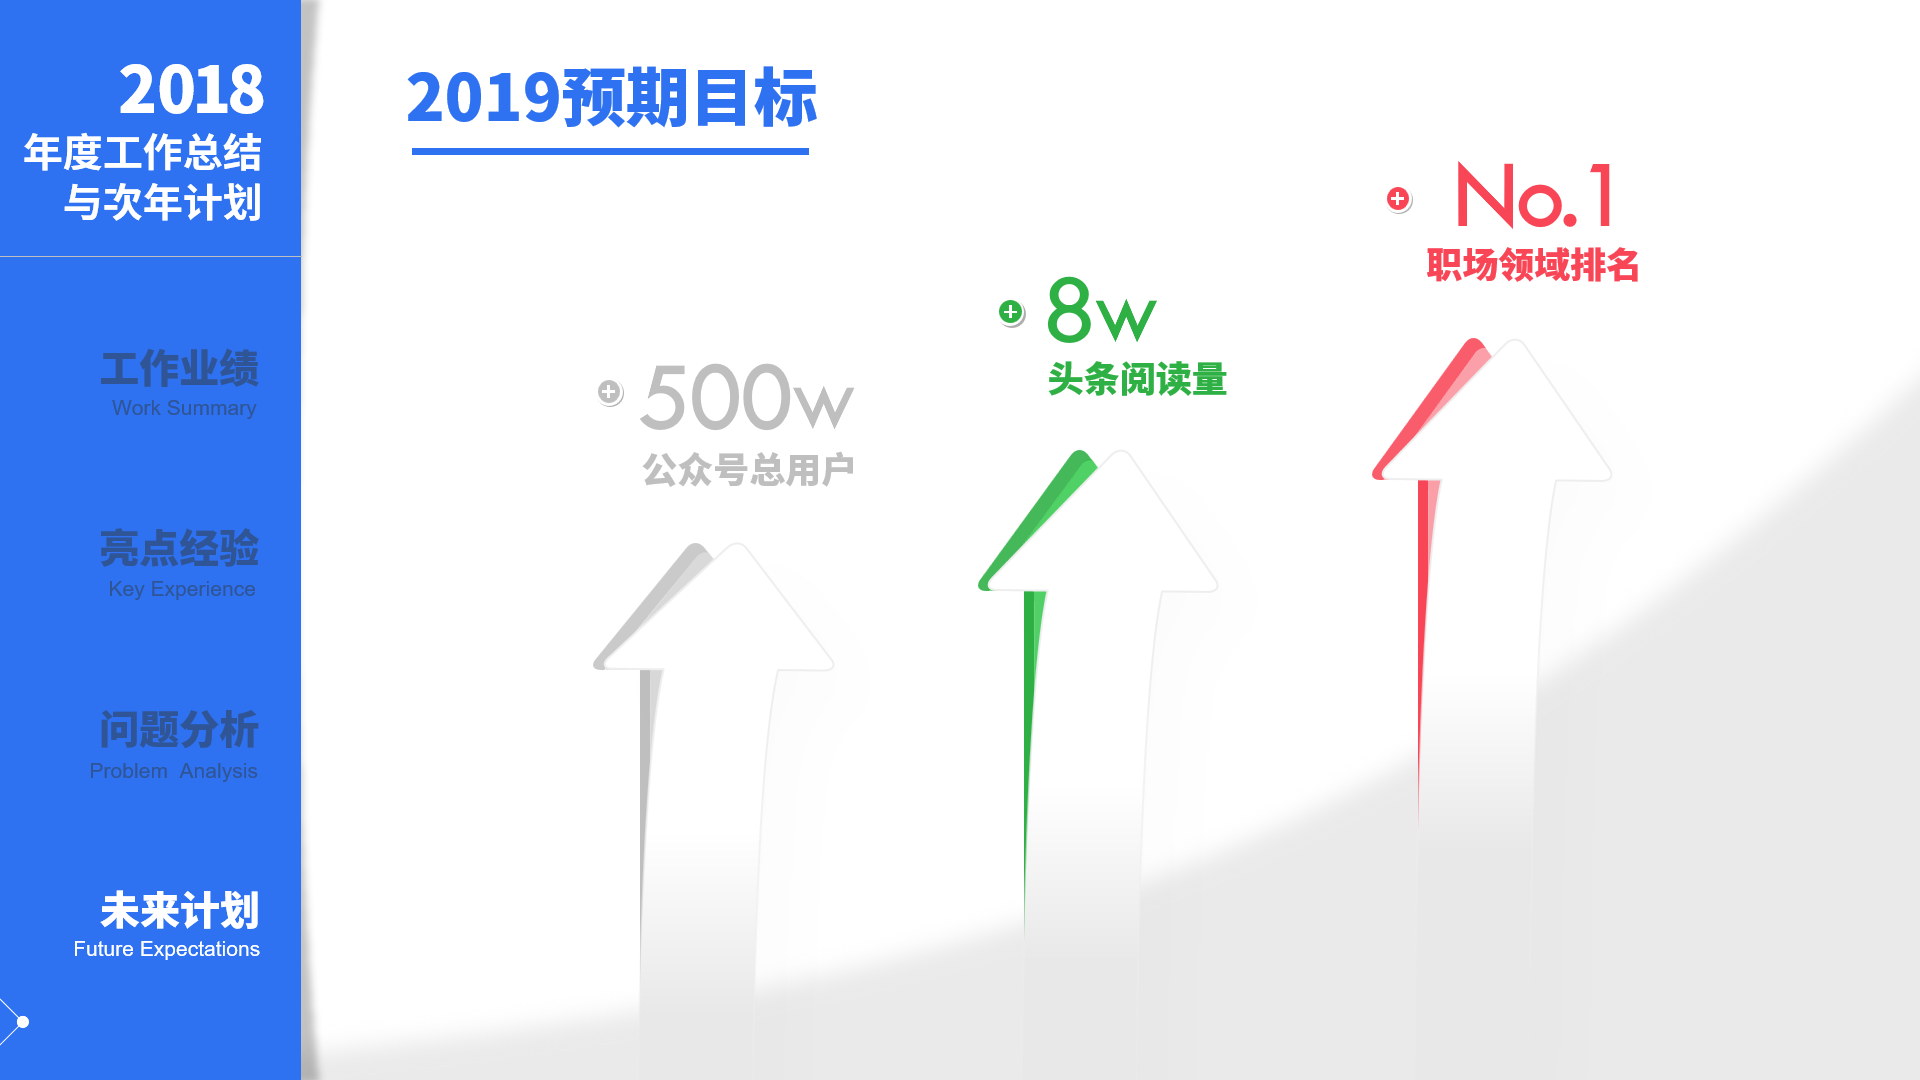 2018
年度工作总结
与次年计划
工作业绩
Work Summary
亮点经验
Key Experience
问题分析
Problem Analysis
未来计划
Future Expectations
2019预期目标
500w
公众号总用户
8w
头条阅读量
No.1
职场领域排名